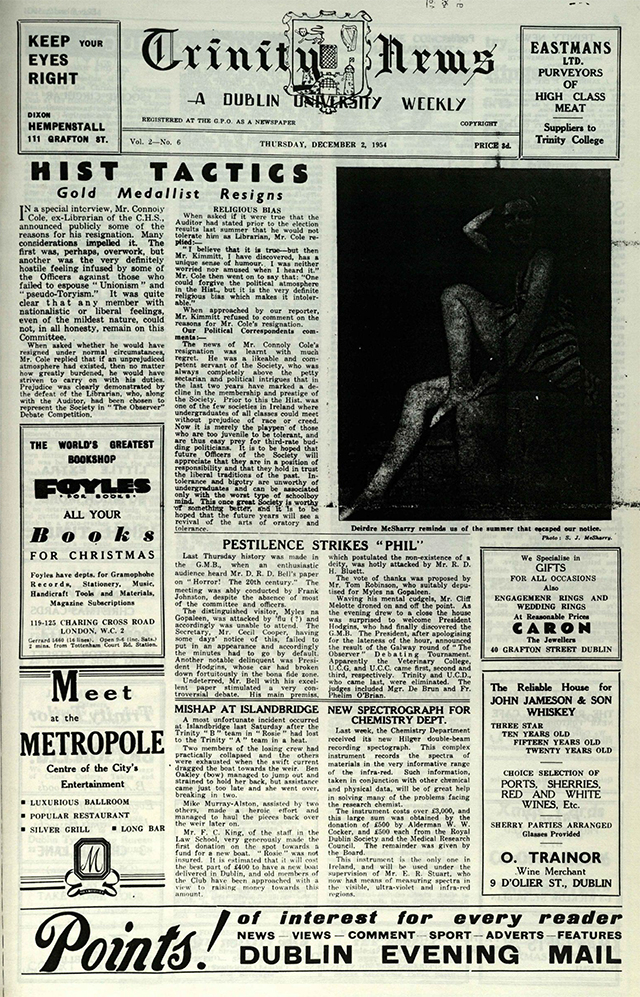 KEEP YOUR
EYES
RIGHT
DIXON
HEMPENSTALL
111 GRAFTON ST.
Trinity News
A DUBLIN UNIVERSITY WEEKLY
REGISTERED AT THE G.P.O. AS A NEWSPAPER
COPYRIGHT
Vol. 2—No. 6
THURSDAY, DECEMBER 2, 1954
PRICE 3d.
EASTMANS
LTD.
PURVEYORS
OF
HIGH CLASS
MEAT
Suppliers to
Trinity College
HIST TACTICS
Gold Medallist Resigns
IN a special interview, Mr. Connoly
Cole, ex-Librarian of the C.H.S.,
announced publicly some of the
reasons for his resignation. Many
considerations impelled it. The
first was, perhaps, overwork, but
another was the very definitely
hostile feeling infused by some of
the Officers against those who
failed to espouse " Unionism " and
" pseudo-Toryism." It was quite
clear that any member with
nationalistic or liberal feelings,
even of the mildest nature, could
not, in all honesty, remain on this
Committee.
When asked whether he would have
resigned under normal circumstances,
Mr. Cole replied that if an unprejudiced
atmosphere had existed, then no matter
how greatly burdened, he would have
striven to carry on with his duties.
Prejudice was clearly demonstrated by
the defeat of the Librarian, who, along
with the Auditor, had been chosen to
represent the Society in " The Observer "
Debate Competition.
RELIGIOUS BIAS
When asked if it were true that the
Auditor had stated prior to the election
results last summer that he would not
tolerate him as Librarian, Mr. Cole re-
plied:—
"I believe that it is true—but then
Mr. Kimmitt, I have discovered, has a
unique sense of humour. I was neither
worried nor amused when I heard it."
Mr. Cole then went on to say that: "One
could forgive the political atmosphere
in the Hist., but it is the very definite
religious bias which makes it intoler-
able."
When approached by our reporter,
Mr. Kimmitt refused to comment on the
reasons for Mr. Cole's resignation.
Our Political Correspondent com-
ments:—
The news of Mr. Connoly Cole's
resignation was learnt with much
regret. He was a likeable and com-
petent servant of the Society, who was
always completely above the petty
sectarian and political intrigues that in
the last two years have marked a de-
cline in the membership and prestige of
the Society. Prior to this the Hist. was
one of the few societies in Ireland where
undergraduates of all classes could meet
without prejudice of race or creed.
Now it is merely the playpen of those
who are too juvenile to be tolerant, and
are thus easy prey for third-rate bud-
ding politicians. It is to be hoped that
future Officers of the Society will
appreciate that they are in a position of
responsibility and that they hold in trust
the liberal traditions of the past. In-
tolerance and bigotry are unworthy of
undergraduates and can be associated
only with the worst type of schoolboy
mind. This once great Society is worthy
of something better, and it is to be
hoped that the future years will see a
revival of the arts of oratory and
tolerance.
Deirdre McSharry reminds us of the summer that escaped our notice.
Photo: S. J. McSharry.
THE WORLD'S GREATEST
BOOKSHOP
FOYLES
FOR BOOKS
ALL YOUR
Books
FOR CHRISTMAS
Foyles have depts. for Gramophone
Records, Stationery, Music,
Handicraft Tools and Materials,
Magazine Subscriptions
119-125 CHARING CROSS ROAD
LONDON, W.C. 2
Gerrard 5660 (16 lines). Open 9-6 (inc. Sats.)
2 mins. from Tottenham Court Rd. Station.
PESTILENCE STRIKES "PHIL"
Last Thursday history was made in
the G.M.B., when an enthusiastic
audience heard Mr. D. R. D. Bell's paper
on "Horror! The 20th century." The
meeting was ably conducted by Frank
Johnston, despite the absence of most
of the committee and officers.
The distinguished visitor, Myles na
Gopaleen, was attacked by 'flu (?) and
accordingly was unable to attend. The
Secretary, Mr. Cecil Cooper, having
some days' notice of this, failed to
put in an appearance and accordingly
the minutes had to go by default.
Another notable delinquent was Presi-
dent Hodgins, whose car had broken
down fortuitously in the bona fide zone.
Undeterred, Mr. Bell with his excel-
lent paper stimulated a very con-
troversial debate. His main premise,
which postulated the non-existence of a
deity, was hotly attacked by Mr. R. D.
H. Bluett.
The vote of thanks was proposed by
Mr. Tom Robinson, who suitably depu-
tised for Myles na Gopaleen.
Waving his mental cudgels, Mr. Cliff
Melotte droned on and off the point. As
the evening drew to a close the house
was surprised to welcome President
Hodgins, who had finally discovered the
G.M.B. The President, after apologising
for the lateness of the hour, announced
the result of the Galway round of "The
Observer" Debating Tournament.
Apparently the Veterinary College,
U.C.G. and U.C.C. came first, second and
third, respectively. Trinity and U.C.D.,
who came last, were eliminated. The
judges included Mgr. De Brun and Fr.
Phelim O'Brien.
We Specialise in
GIFTS
FOR ALL OCCASIONS
Also
ENGAGEMENR RINGS AND
WEDDING RINGS
At Reasonable Prices
CARON
The Jewellers
40 GRAFTON STREET DUBLIN
Meet
at the
METROPOLE
Centre of the City's
Entertainment
LUXURIOUS BALLROOM
POPULAR RESTAURANT
SILVER GRILL
LONG BAR
M
MISHAP AT ISLANDBRIDGE
A most unfortunate incident occurred
at Islandbridge last Saturday after the
Trinity "B" team in "Rosie" had lost
to the Trinity "A" team in a heat.
Two members of the losing crew had
practically collapsed and the others
were exhausted when the swift current
dragged the boat towards the weir. Ben
Oakley (bow) managed to jump out and
strained to hold her back, but assistance
came just too late and she went over,
breaking in two.
Mike Murray-Alston, assisted by two
others, made a heroic effort and
managed to haul the pieces back over
the weir later on.
Mr. F. C. King, of the staff in the
Law School, very generously made the
first donation on the spot towards a
fund for a new boat. "Rosie" was not
insured. It is estimated that it will cost
the best part of £400 to have a new boat
delivered in Dublin, and old members of
the Club have been approached with a
view to raising money towards this
amount.
NEW SPECTROGRAP FOR
CHEMISTRY DEPT.
Last week, the Chemistry Department
received its new Hilger double-beam
recording spectrograph. This complex
instrument records the spectra of
materials in the very informative range
of the infra-red. Such information,
taken in conjunction with other chemical
and physical data, will be of great help
in solving many of the problems facing
the research chemist.
The instrument costs over £3,000, and
this large sum was obtained by the
donation of £500 by Alderman W. W.
Cocker, and £500 each from the Royal
Dublin Society and the Medical Research
Council. The remainder was given by
the Board.
This instrument is the only one in
Ireland, and will be used under the
supervision of Mr. E. R. Stuart, who
now has means of measuring spectra in
the visible, ultra-violet and infra-red
regions.
The Reliable House for
JOHN JAMESON & SON
WHISKEY
THREE STAR
TEN YEARS OLD
FIFTEEN YEARS OLD
TWENTY YEARS OLD
CHOICE SELECTION OF
PORTS, SHERRIES,
RED AND WHITE
WINES, Etc.
SHERRY PARTIES ARRANGED
Glasses Provided
O. TRAINOR
Wine Merchant
9 D'OLIER ST., DUBLIN
Points!
of interest for every reader
NEWS — VIEWS — COMMENT — SPORT — ADVERTS — FEATURES
DUBLIN EVENING MAIL